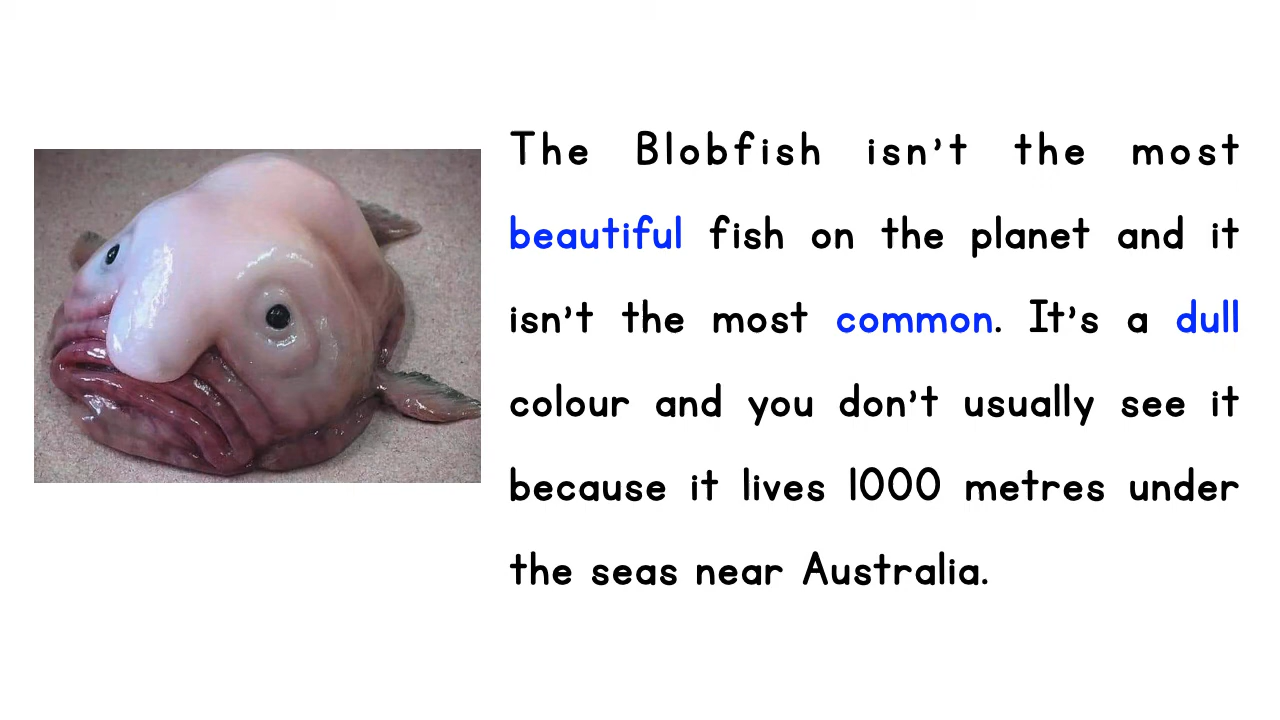 The Blobfish isn't the most
beautiful fish on the planet and it
isn't the most common. It's a dull
colour and you don't usually see it
because it lives 1000 metres under
the seas near Australia.